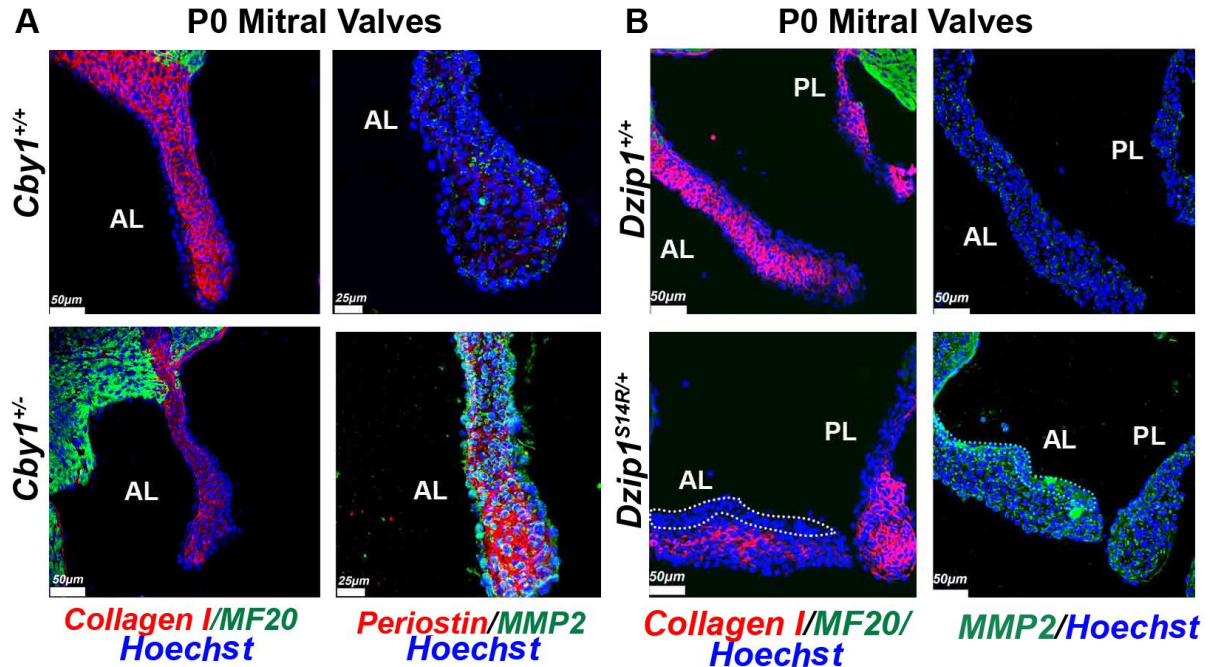 A P0 Mitral Valves
B P0 Mitral Valves
Cby1+/+
AL
50µm
AL
25µm
Dzip1+/+
PL
AL
50µm
PL
AL
50µm
Cby1+/-
AL
50µm
AL
25µm
Dzip1S14R/+
PL
AL
50µm
AL
PL
50µm
Collagen I/MF20
Hoechst
Periostin/MMP2
Hoechst
Collagen I/MF20/
Hoechst
MMP2/Hoechst